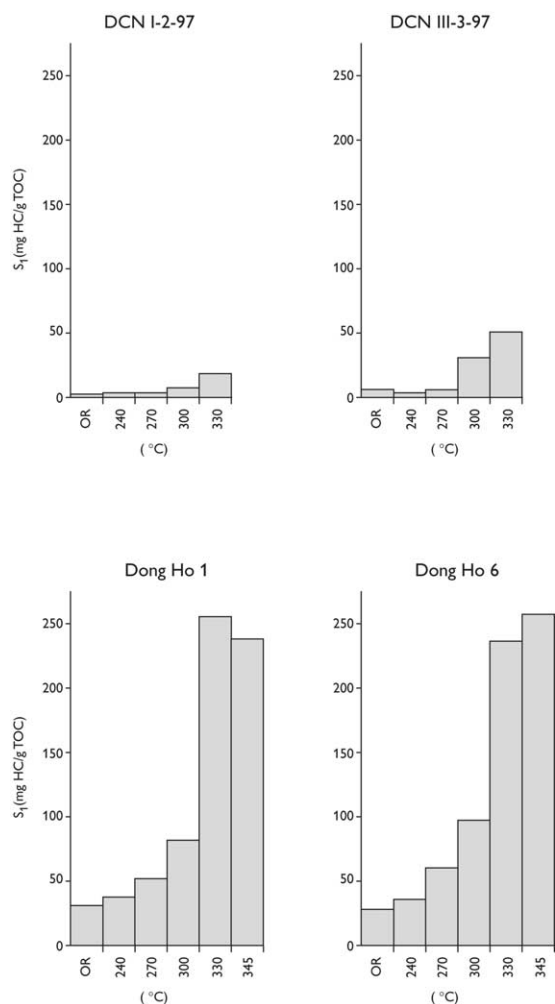 DCN I-2-97
250
200
150
100
50
0
S₁(mg HC/g TOC)
OR 240 270 300 330
( °C)
DCN III-3-97
250
200
150
100
50
0
OR 240 270 300 330
( °C)
Dong Ho 1
250
200
150
100
50
0
S₁(mg HC/g TOC)
OR 240 270 300 330 345
( °C)
Dong Ho 6
250
200
150
100
50
0
OR 240 270 300 330 345
( °C)